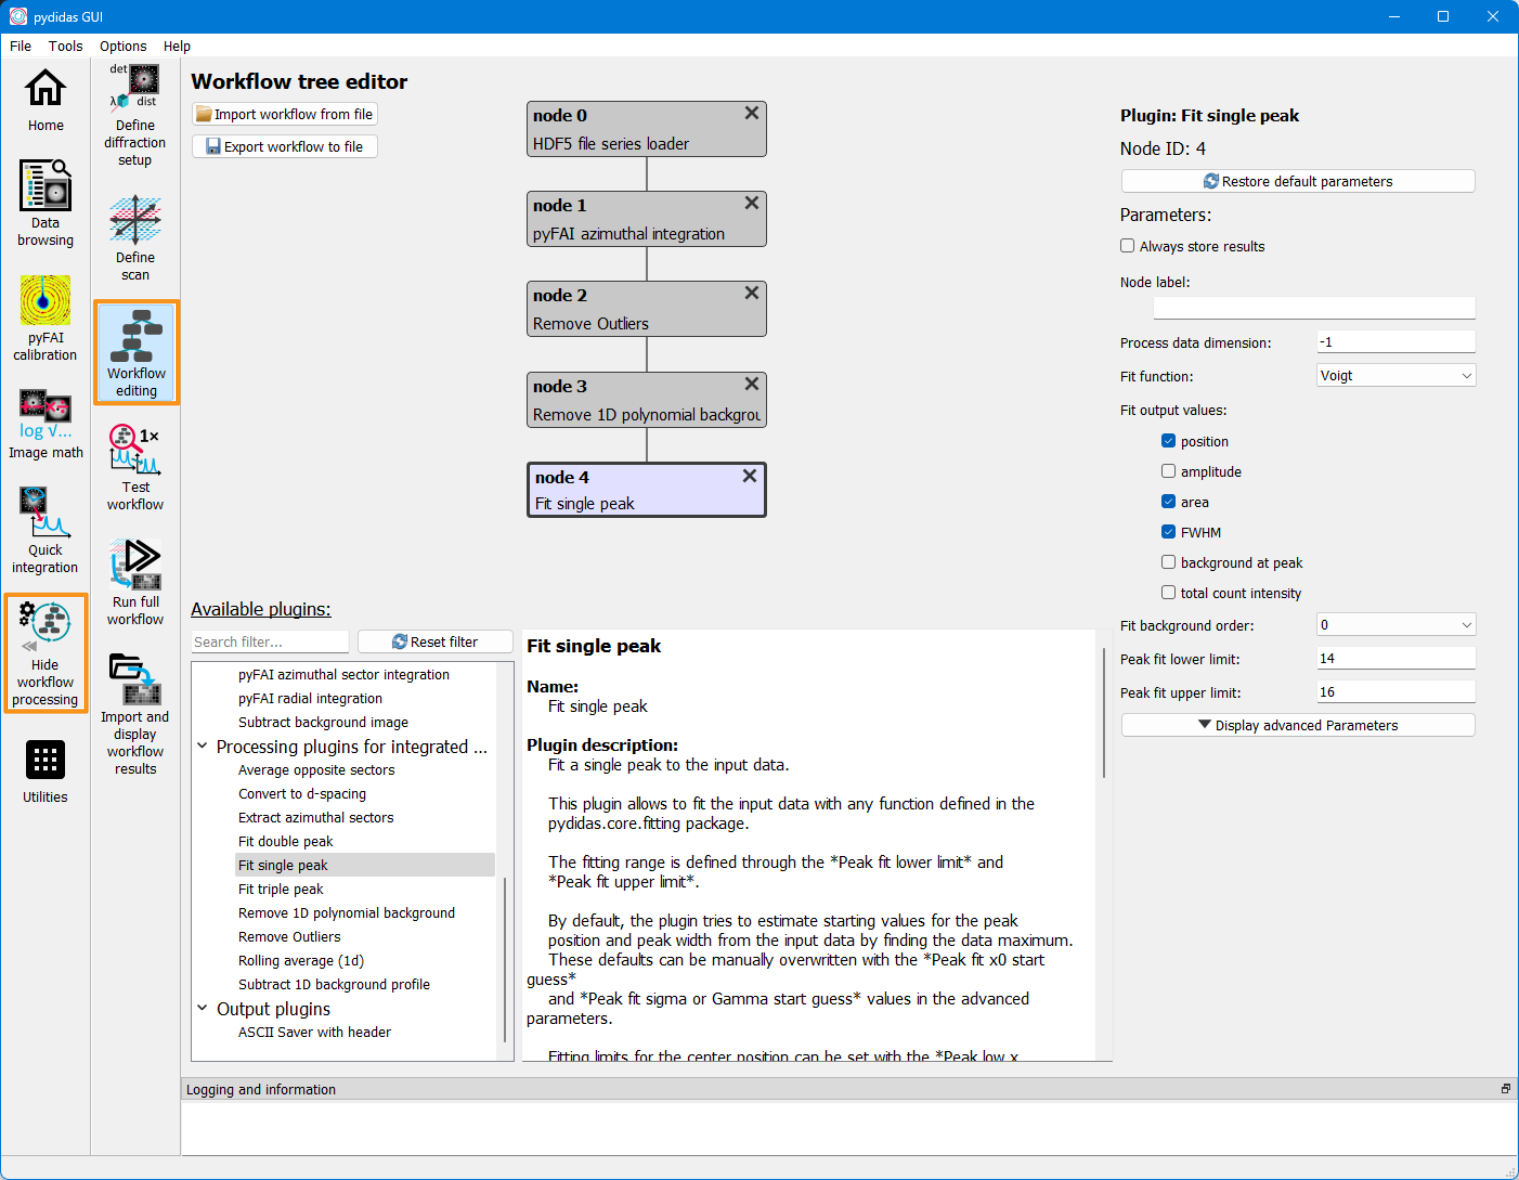 pydidas GUI
File Tools Options Help
Home
Data
browsing
pyFAI
calibration
log √...
Image math
Quick
integration
Hide
workflow
processing
Utilities
det
λ dist
Define
diffraction
setup
Define
scan
Workflow
editing
1×
Test
workflow
Run full
workflow
Import and
display
workflow
results
Workflow tree editor
Import workflow from file
Export workflow to file
node 0
HDF5 file series loader
node 1
pyFAI azimuthal integration
node 2
Remove Outliers
node 3
Remove 1D polynomial backgrou
node 4
Fit single peak
Available plugins:
Search filter...
Reset filter
pyFAI azimuthal sector integration
pyFAI radial integration
Subtract background image
Processing plugins for integrated ...
Average opposite sectors
Convert to d-spacing
Extract azimuthal sectors
Fit double peak
Fit single peak
Fit triple peak
Remove 1D polynomial background
Remove Outliers
Rolling average (1d)
Subtract 1D background profile
Output plugins
ASCII Saver with header
Fit single peak
Name:
Fit single peak
Plugin description:
Fit a single peak to the input data.
This plugin allows to fit the input data with any function defined in the
pydidas.core.fitting package.
The fitting range is defined through the *Peak fit lower limit* and
*Peak fit upper limit*.
By default, the plugin tries to estimate starting values for the peak
position and peak width from the input data by finding the data maximum.
These defaults can be manually overwritten with the *Peak fit x0 start
guess*
and *Peak fit sigma or Gamma start guess* values in the advanced
parameters.
Fitting limits for the center position can be set with the *Peak low x
Plugin: Fit single peak
Node ID: 4
Restore default parameters
Parameters:
Always store results
Node label:
Process data dimension: -1
Fit function: Voigt
Fit output values:
position
amplitude
area
FWHM
background at peak
total count intensity
Fit background order: 0
Peak fit lower limit: 14
Peak fit upper limit: 16
Display advanced Parameters
Logging and information